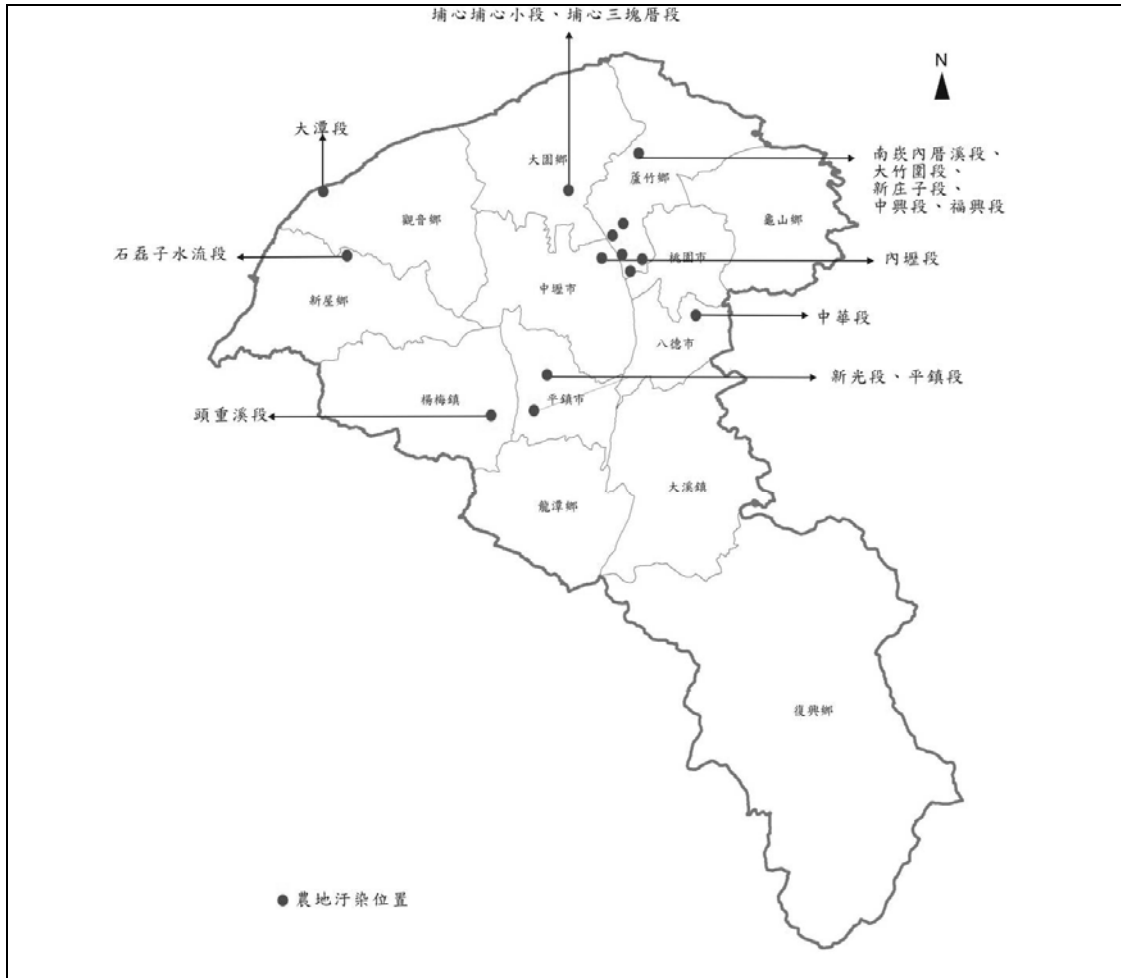 埔心埔心小段、埔心三塊厝段
N
大潭段
大園鄉
蘆竹鄉
南崁內厝溪段、
大竹圍段、
新庄子段、
中興段、福興段
觀音鄉
龜山鄉
石磊子水流段
桃園市
內壢段
中壢市
新屋鄉
中華段
八德市
新光段、平鎮段
楊梅鎮
平鎮市
頭重溪段
大溪鎮
龍潭鄉
復興鄉
農地汙染位置